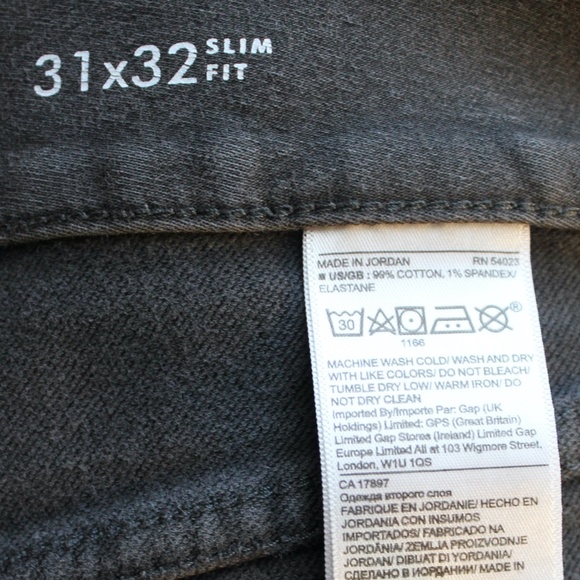 31x32 SLIM
FIT
MADE IN JORDAN RN 54023
■ US/GB: 99% COTTON, 1% SPANDEX/
ELASTANE
30
1166
MACHINE WASH COLD/ WASH AND DRY
WITH LIKE COLORS/ DO NOT BLEACH/
TUMBLE DRY LOW/ WARM IRON/ DO
NOT DRY CLEAN
Imported By/Importe Par: Gap (UK
Holdings) Limited: GPS (Great Britain)
Limited Gap Stores (Ireland) Limited Gap
Europe Limited All at 103 Wigmore Street.
London, W1U 1QS
CA 17897
Одежда второго слоя
FABRIQUE EN JORDANIE/ HECHO EN
JORDANIA CON INSUMOS
IMPORTADOS/ FABRICADO NA
JORDÂNIA/ ZEMLJA PROIZVODNJE
JORDAN/ DIBUAT DI YORDANIA/
СДЕЛАНО В ИОРДАНИИ/ MADE IN